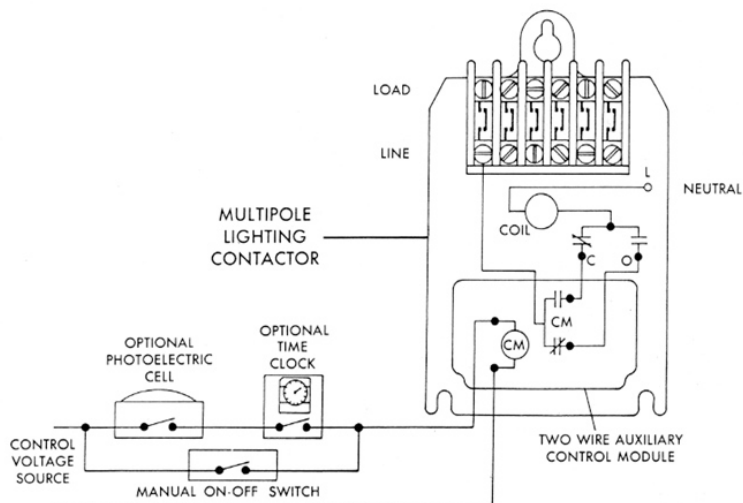 LOAD
LINE
L
NEUTRAL
COIL
MULTIPOLE
LIGHTING
CONTACTOR
C
O
CM
CM
OPTIONAL
PHOTOELECTRIC
CELL
OPTIONAL
TIME
CLOCK
CONTROL
VOLTAGE
SOURCE
MANUAL ON-OFF SWITCH
TWO WIRE AUXILIARY
CONTROL MODULE